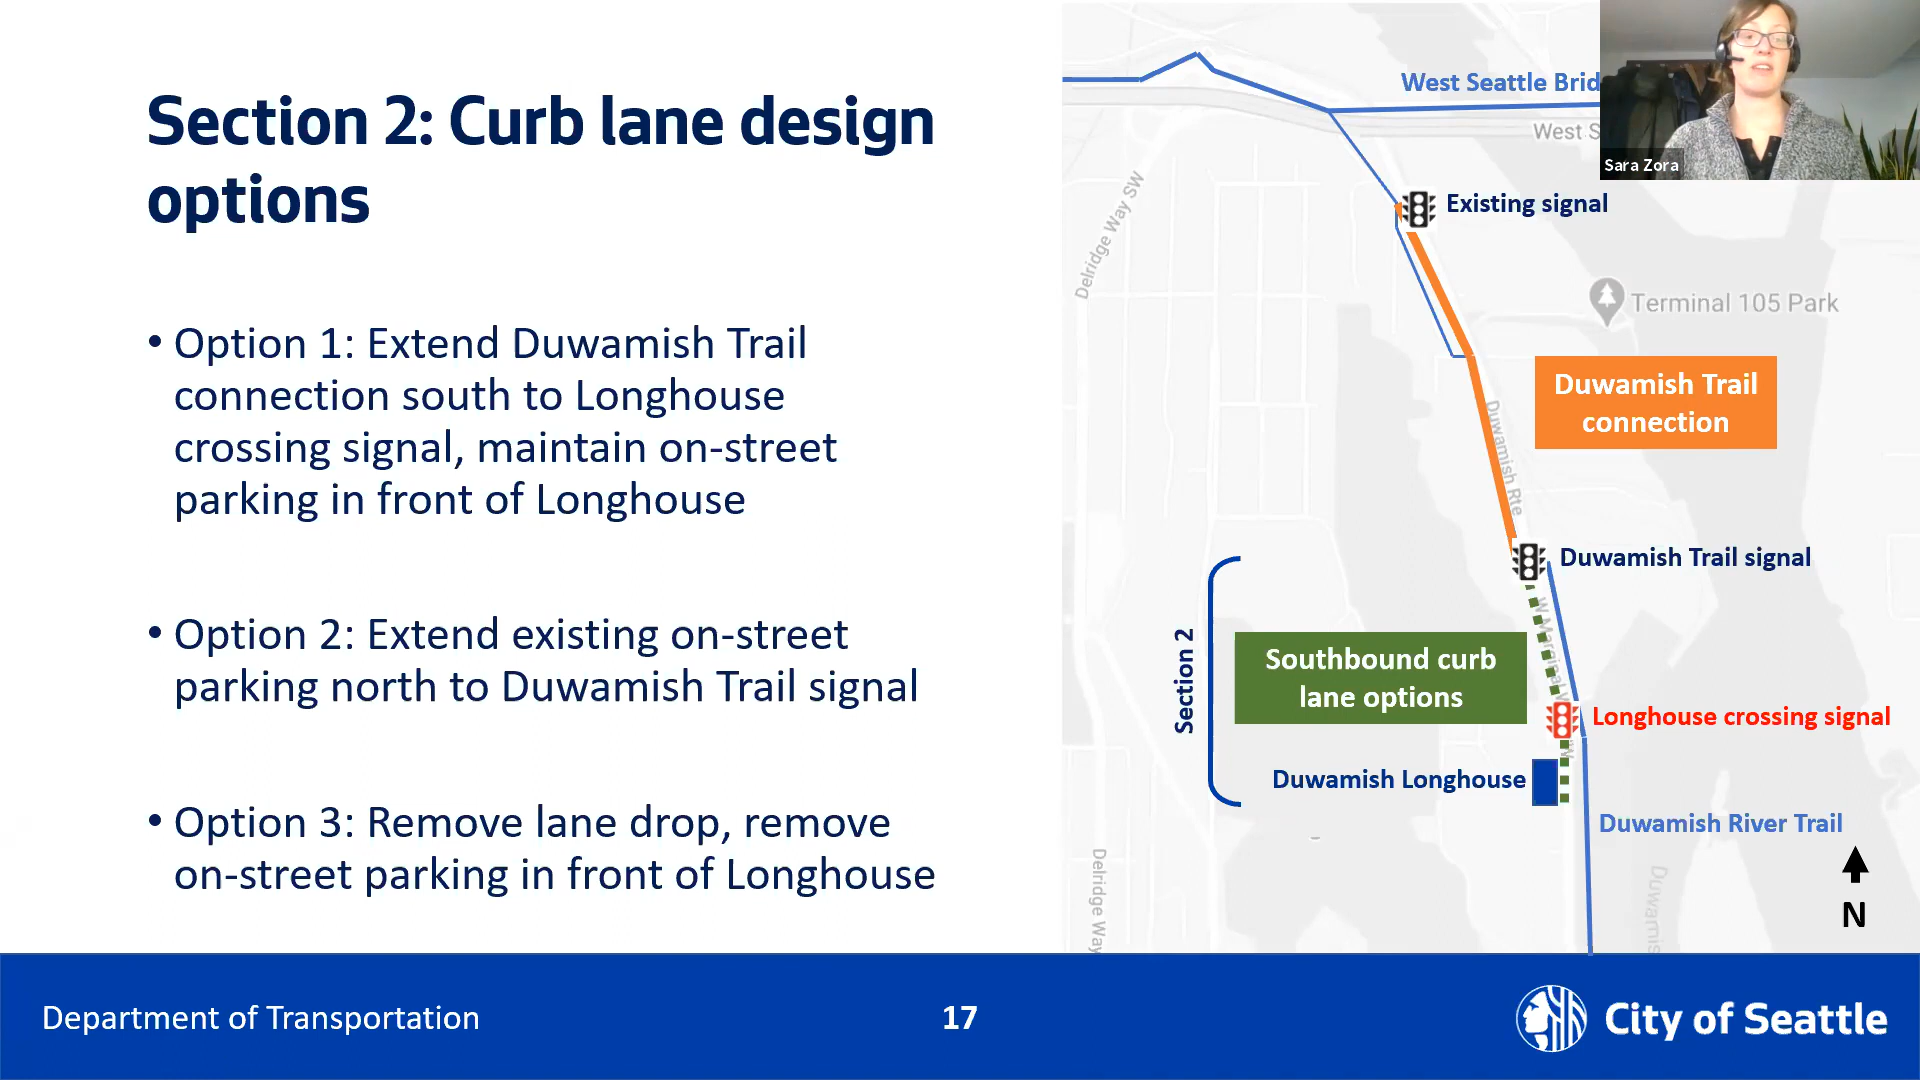 Section 2: Curb lane design
options
• Option 1: Extend Duwamish Trail
connection south to Longhouse
crossing signal, maintain on-street
parking in front of Longhouse
• Option 2: Extend existing on-street
parking north to Duwamish Trail signal
• Option 3: Remove lane drop, remove
on-street parking in front of Longhouse
West Seattle Brid
West S
Sara Zora
Existing signal
Delridge Way SW
Terminal 105 Park
Duwamish Trail
connection
Duwamish Rte
Duwamish Trail signal
W Marginal W
Section 2
Southbound curb
lane options
Longhouse crossing signal
Duwamish Longhouse
Duwamish River Trail
Delridge Way
Duwamis
N
Department of Transportation
17
City of Seattle